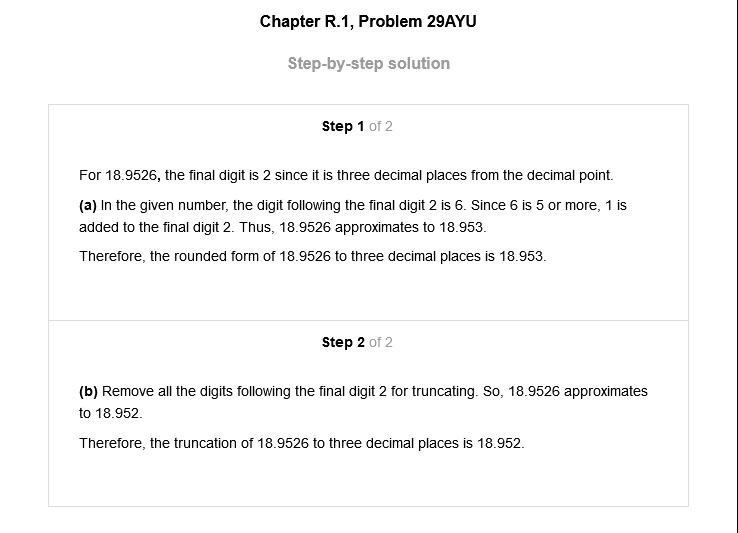 Chapter R.1, Problem 29AYU
Step-by-step solution
Step 1 of 2
For 18.9526, the final digit is 2 since it is three decimal places from the decimal point.
(a) In the given number, the digit following the final digit 2 is 6. Since 6 is 5 or more, 1 is
added to the final digit 2. Thus, 18.9526 approximates to 18.953.
Therefore, the rounded form of 18.9526 to three decimal places is 18.953.
Step 2 of 2
(b) Remove all the digits following the final digit 2 for truncating. So, 18.9526 approximates
to 18.952.
Therefore, the truncation of 18.9526 to three decimal places is 18.952.